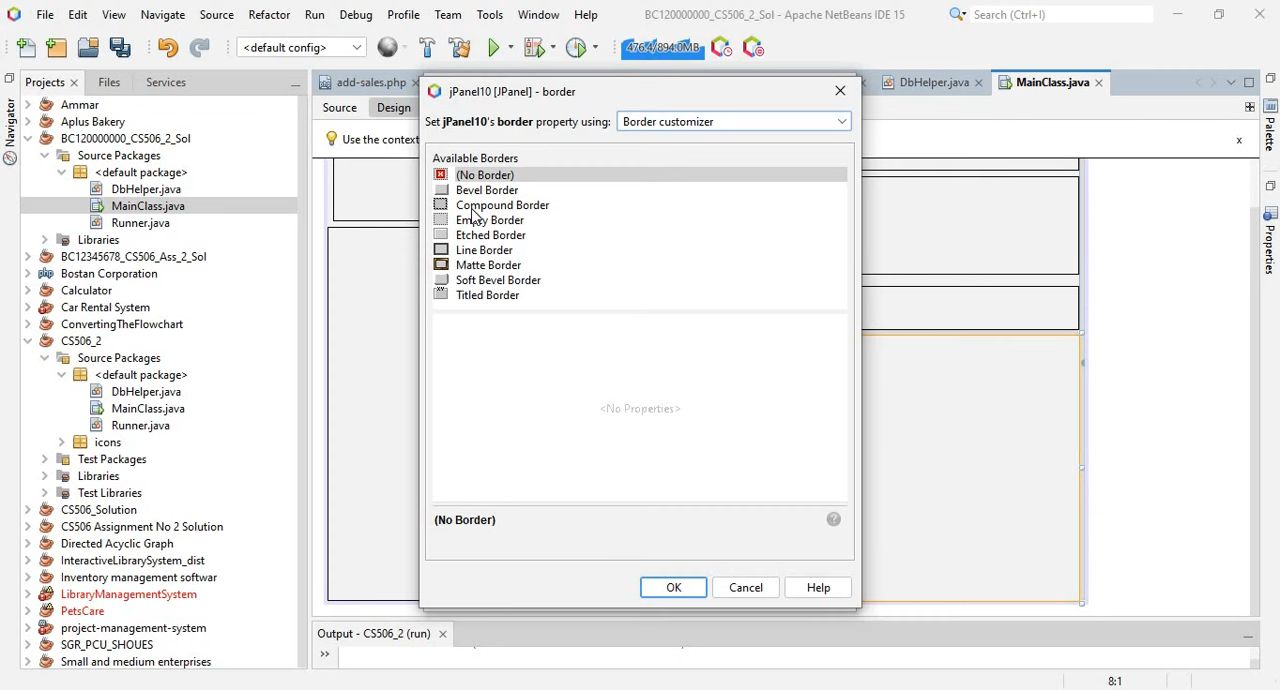 File Edit View Navigate Source Refactor Run Debug Profile Team Tools Window Help BC120000000_CS506_2_Sol - Apache NetBeans IDE 15 Search (Ctrl+I)
<default config> 476.4/894.0MB
Projects Files Services add-sales.php DbHelper.java MainClass.java
Source Design
Use the context x
Navigator
Palette
Properties
Ammar
Aplus Bakery
BC120000000_CS506_2_Sol
Source Packages
<default package>
DbHelper.java
MainClass.java
Runner.java
Libraries
BC12345678_CS506_Ass_2_Sol
Bostan Corporation
Calculator
Car Rental System
ConvertingTheFlowchart
CS506_2
Source Packages
<default package>
DbHelper.java
MainClass.java
Runner.java
icons
Test Packages
Libraries
Test Libraries
CS506_Solution
CS506 Assignment No 2 Solution
Directed Acyclic Graph
InteractiveLibrarySystem_dist
Inventory management softwar
LibraryManagementSystem
PetsCare
project-management-system
SGR_PCU_SHOUES
Small and medium enterprises
jPanel10 [JPanel] - border
Set jPanel10's border property using: Border customizer
Available Borders
(No Border)
Bevel Border
Compound Border
Empty Border
Etched Border
Line Border
Matte Border
Soft Bevel Border
Titled Border
<No Properties>
(No Border)
OK Cancel Help
Output - CS506_2 (run)
8:1